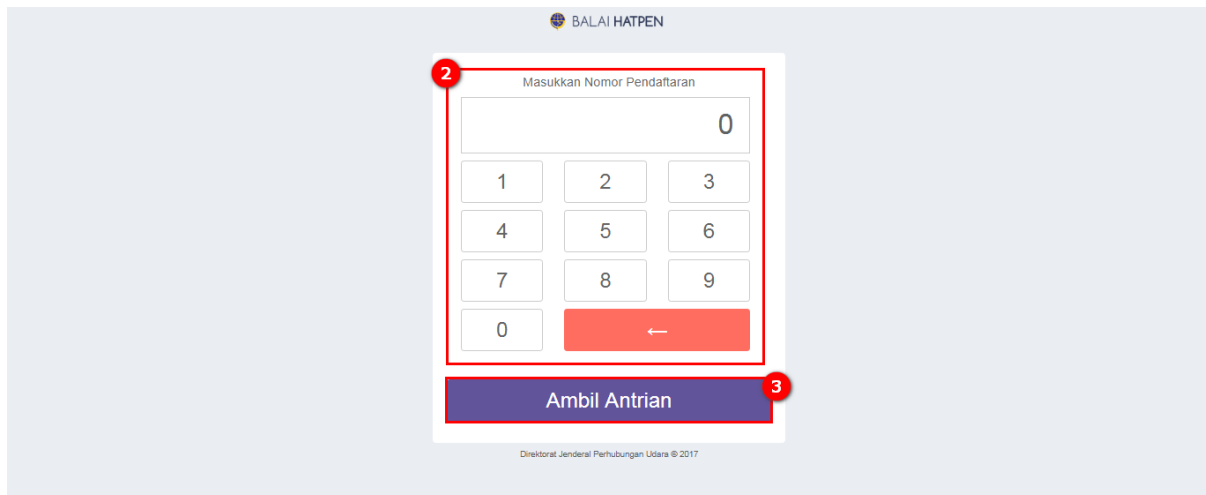 BALAI HATPEN
2
Masukkan Nomor Pendaftaran
0
1 2 3
4 5 6
7 8 9
0 ←
3
Ambil Antrian
Direktorat Jenderal Perhubungan Udara © 2017